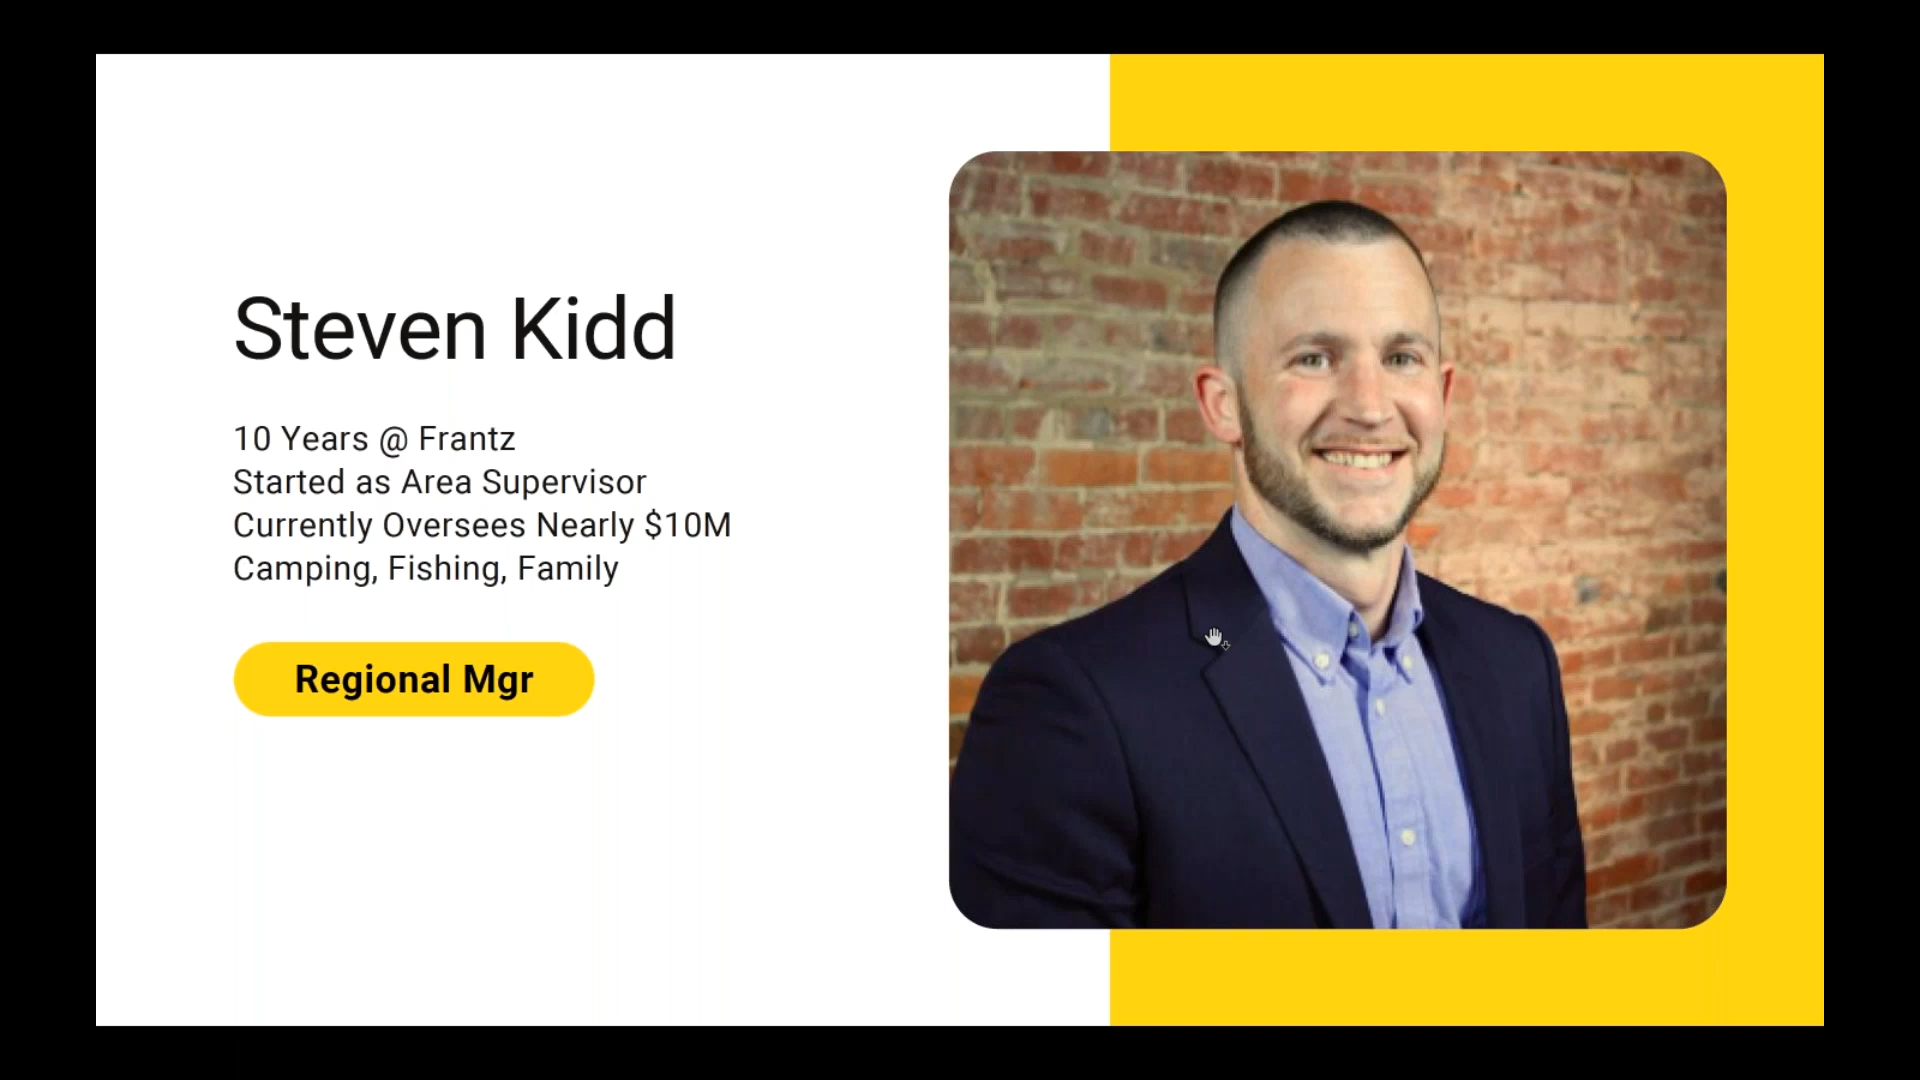 Steven Kidd
10 Years @ Frantz
Started as Area Supervisor
Currently Oversees Nearly $10M
Camping, Fishing, Family
Regional Mgr